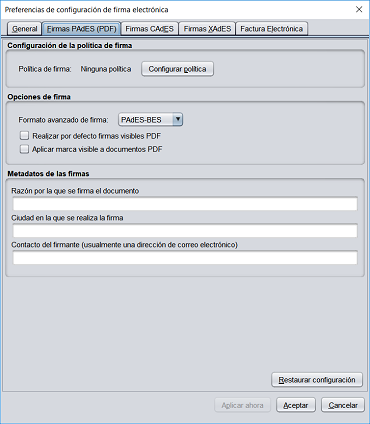 Preferencias de configuración de firma electrónica
General Firmas PAdES (PDF) Firmas CAdES Firmas XAdES Factura Electrónica
Configuración de la política de firma
Política de firma: Ninguna política Configurar política
Opciones de firma
Formato avanzado de firma: PAdES-BES
Realizar por defecto firmas visibles PDF
Aplicar marca visible a documentos PDF
Metadatos de las firmas
Razón por la que se firma el documento
Ciudad en la que se realiza la firma
Contacto del firmante (usualmente una dirección de correo electrónico)
Restaurar configuración
Aplicar ahora Aceptar Cancelar